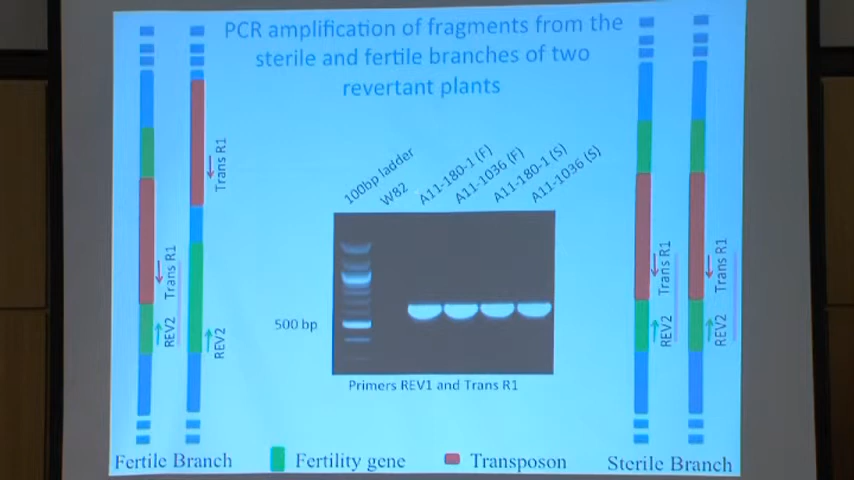 PCR amplification of fragments from the
sterile and fertile branches of two
revertant plants
Trans R1
100bp ladder
W82
A11-180-1 (F)
A11-1036 (F)
A11-180-1 (S)
A11-1036 (S)
Trans R1
REV2
REV2
500 bp
Trans R1
REV2
Trans R1
REV2
Primers REV1 and Trans R1
Fertile Branch
Fertility gene
Transposon
Sterile Branch